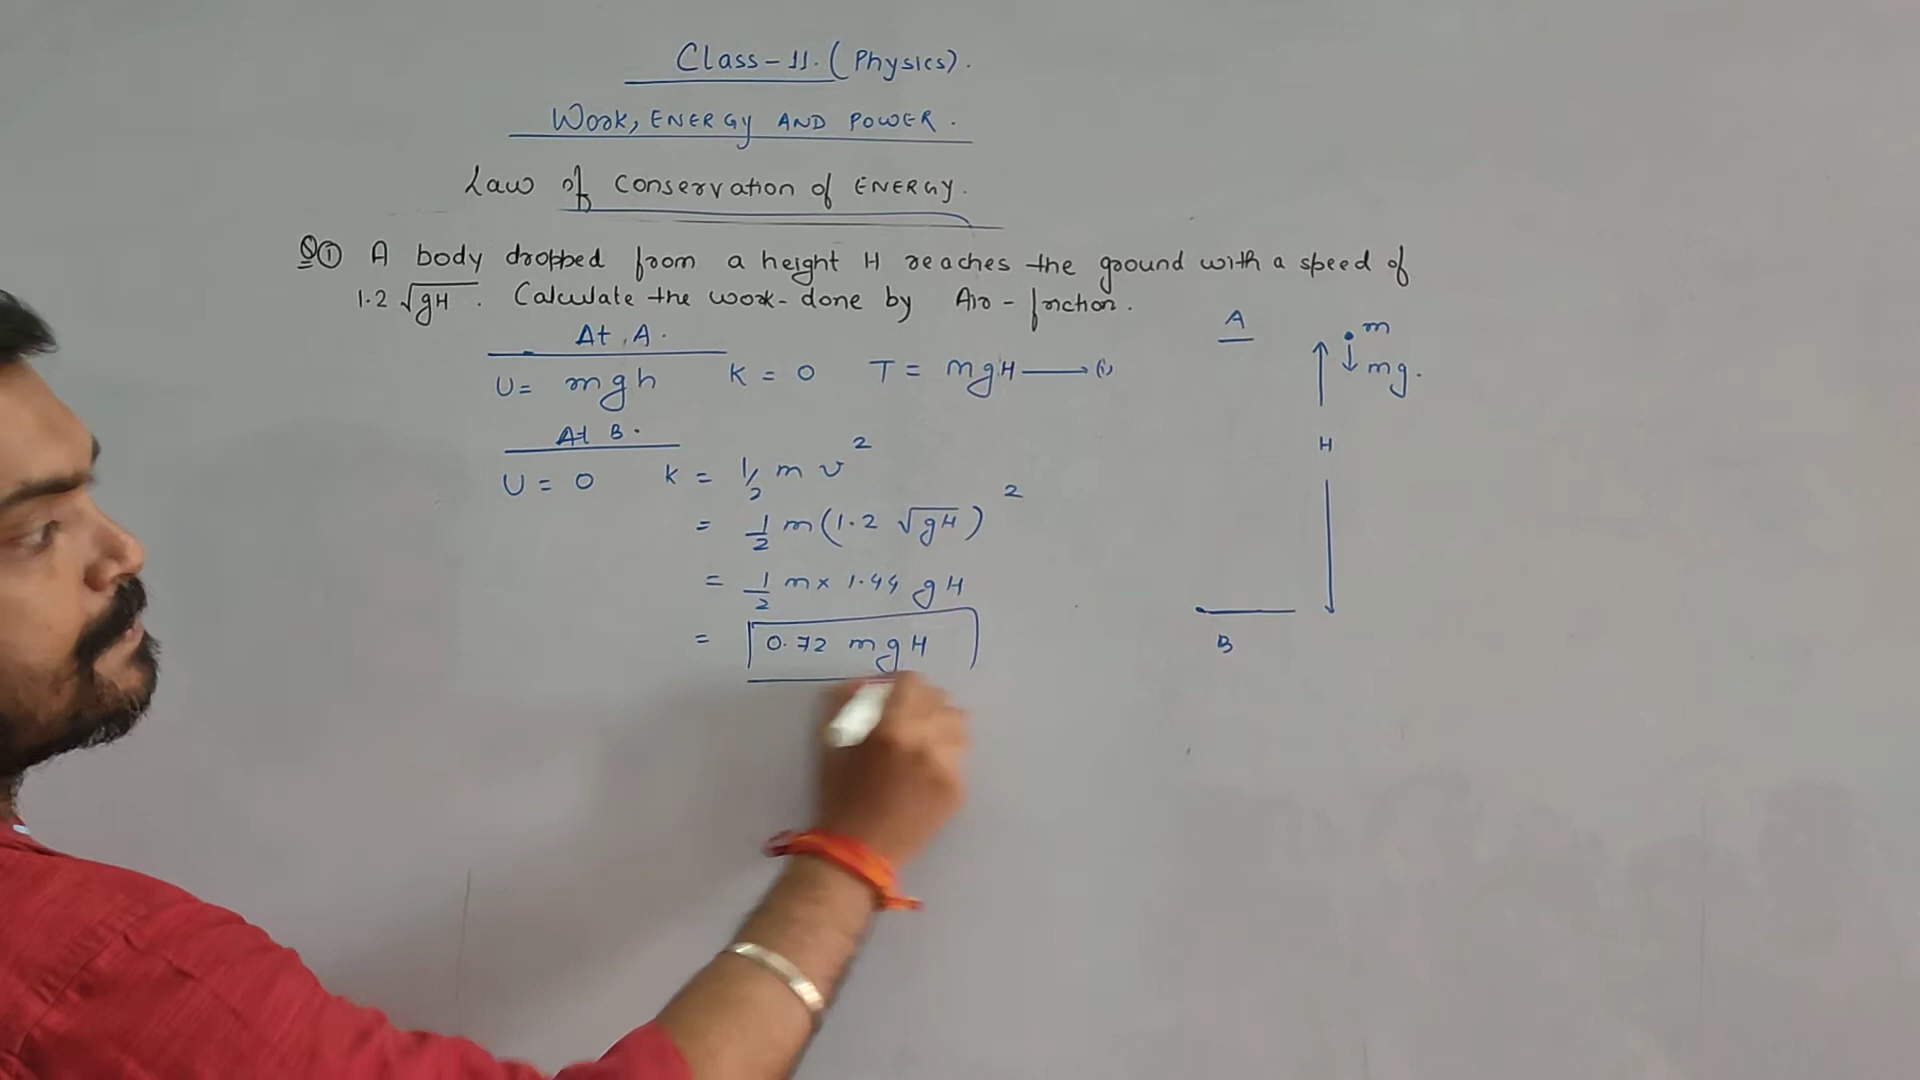 Class-11. (Physics).
Work, ENERGY AND POWER.
Law of Conservation of ENERGY.
Q① A body dropped from a height H reaches the ground with a speed of
1.2 √gH. Calculate the work-done by Air-friction.
At A.
U = mgh K = 0 T = mgH → (i)
At B.
U = 0 K = 1/2 m v²
= 1/2 m (1.2 √gH)²
= 1/2 m × 1.44 gH
= 0.72 mgH
A
m
mg.
H
B